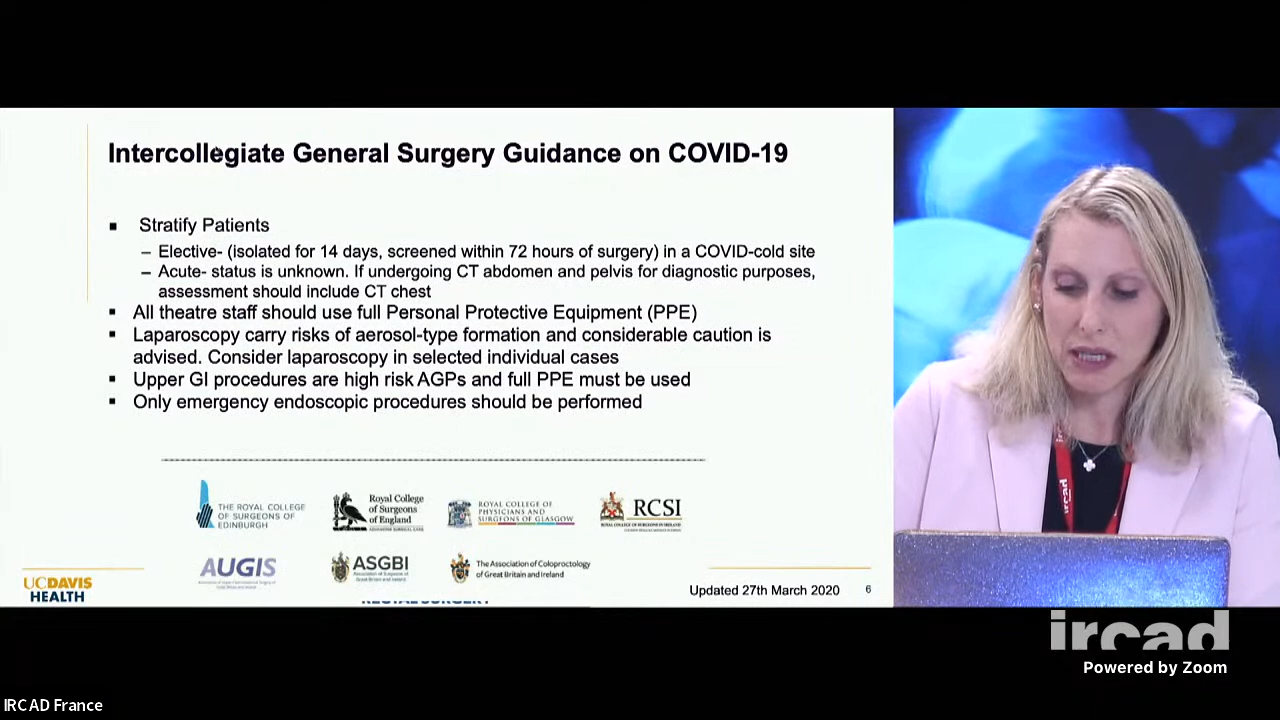 Intercollegiate General Surgery Guidance on COVID-19
▪ Stratify Patients
– Elective- (isolated for 14 days, screened within 72 hours of surgery) in a COVID-cold site
– Acute- status is unknown. If undergoing CT abdomen and pelvis for diagnostic purposes,
assessment should include CT chest
▪ All theatre staff should use full Personal Protective Equipment (PPE)
▪ Laparoscopy carry risks of aerosol-type formation and considerable caution is
advised. Consider laparoscopy in selected individual cases
▪ Upper GI procedures are high risk AGPs and full PPE must be used
▪ Only emergency endoscopic procedures should be performed
THE ROYAL COLLEGE
OF SURGEONS OF
EDINBURGH
Royal College
of Surgeons
of England
ROYAL COLLEGE OF
PHYSICIANS AND
SURGEONS OF GLASGOW
RCSI
AUGIS
ASGBI
The Association of Coloproctology
of Great Britain and Ireland
UCDAVIS
HEALTH
Updated 27th March 2020
6
ircad
Powered by Zoom
IRCAD France